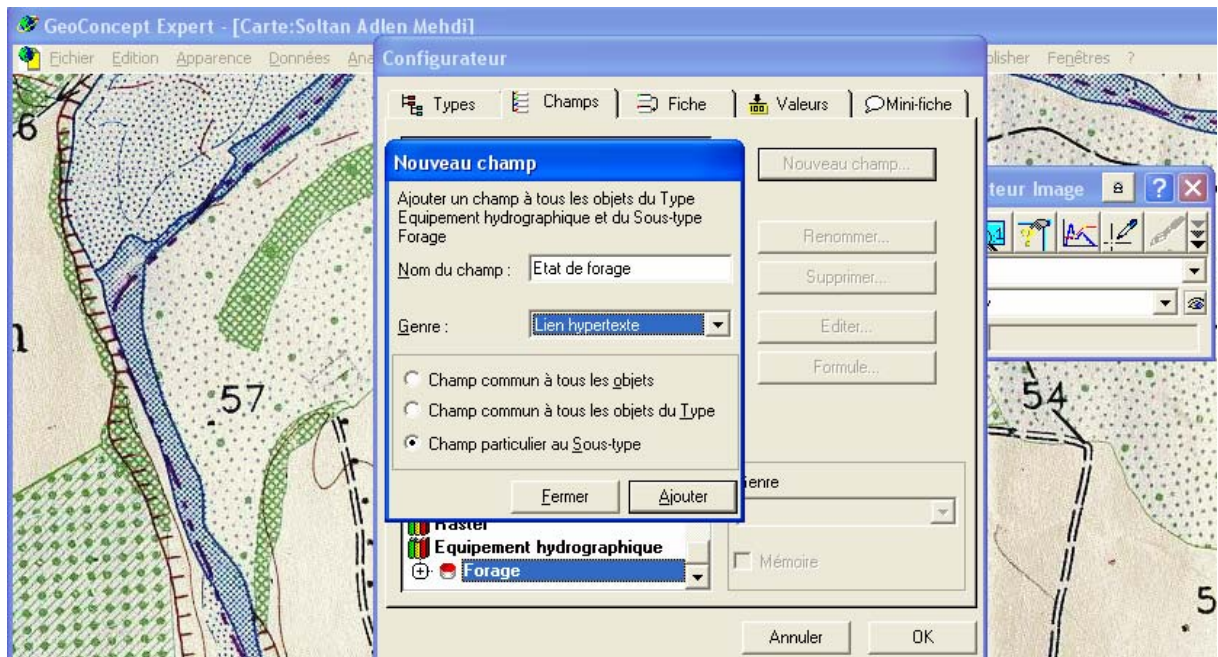 GeoConcept Expert - [Carte:Soltan Adlen Mehdi]
Fichier Edition Apparence Données Ana
blisher Fenêtres ?
Configurateur
Types Champs Fiche Valeurs Mini-fiche
Nouveau champ
Ajouter un champ à tous les objets du Type
Equipement hydrographique et du Sous-type
Forage
Nom du champ : Etat de forage
Genre : Lien hypertexte
Champ commun à tous les objets
Champ commun à tous les objets du Type
Champ particulier au Sous-type
Fermer Ajouter
Nouveau champ...
Renommer...
Supprimer...
Editer...
Formule...
enre
Mémoire
Raster
Equipement hydrographique
Forage
Annuler OK
teur Image
6
57
54
5